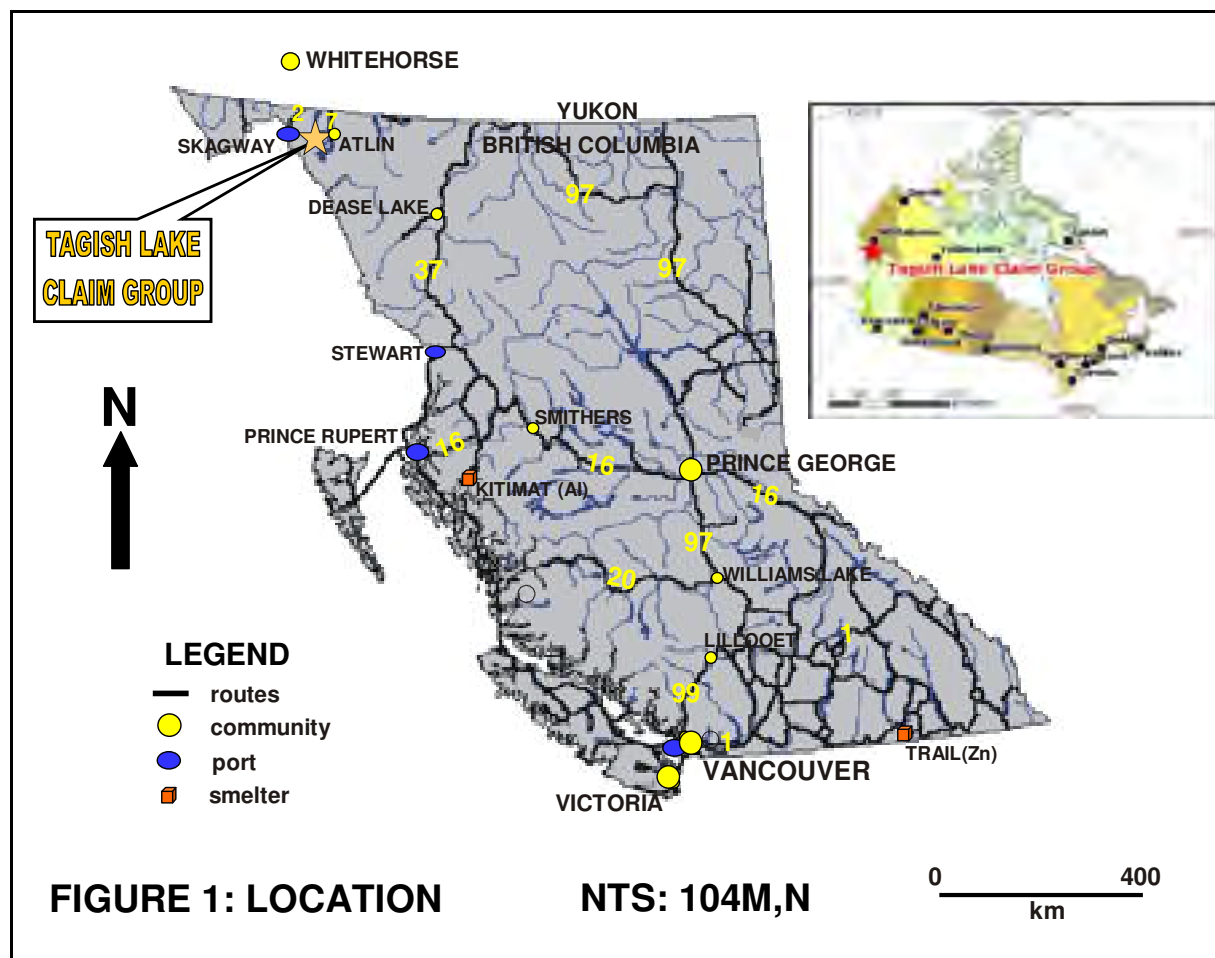 WHITEHORSE
2
7
YUKON
SKAGWAY
ATLIN
BRITISH COLUMBIA
97
DEASE LAKE
TAGISH LAKE
CLAIM GROUP
37
97
Tagish Lake Claim Group
STEWART
N
SMITHERS
PRINCE RUPERT
16
16
PRINCE GEORGE
KITIMAT (Al)
16
97
20
WILLIAMS LAKE
1
LILLOOET
LEGEND
routes
community
port
smelter
99
1
TRAIL(Zn)
VANCOUVER
VICTORIA
FIGURE 1: LOCATION
NTS: 104M,N
0
400
km